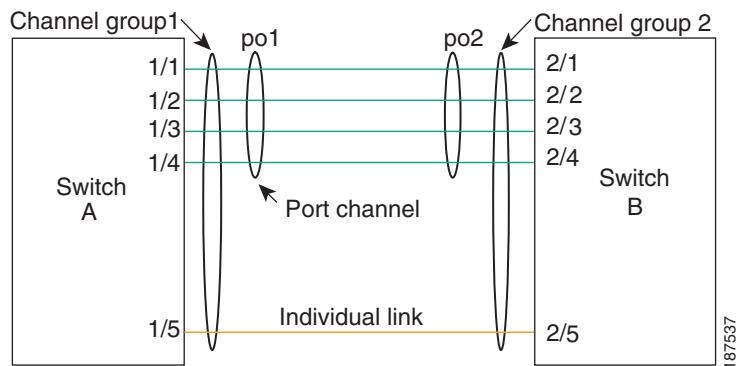 Channel group1
Channel group 2
po1
po2
1/1
2/1
1/2
2/2
1/3
2/3
1/4
2/4
Switch
A
Switch
B
Port channel
Individual link
1/5
2/5
187537